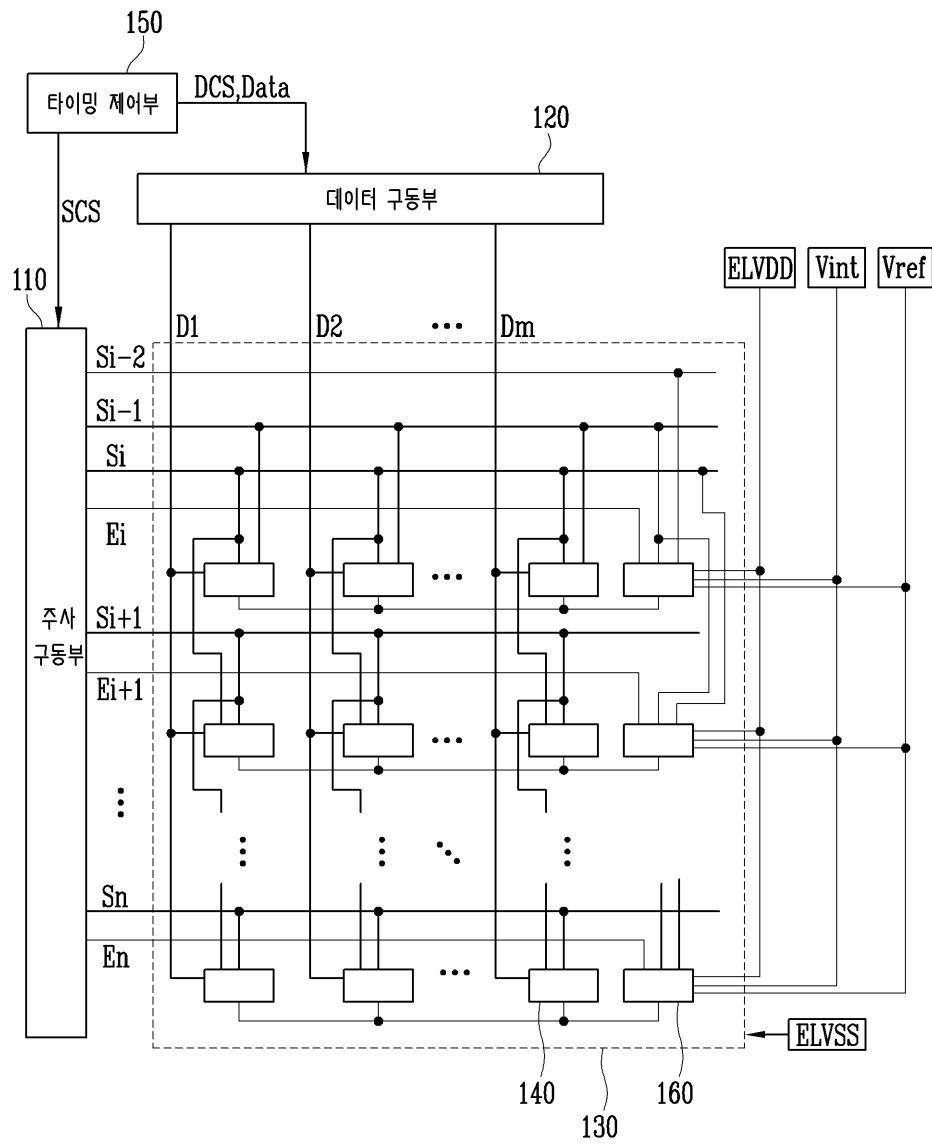 150
타이밍 제어부
DCS,Data
120
데이터 구동부
SCS
110
ELVDD
Vint
Vref
D1
D2
Dm
Si-2
Si-1
Si
Ei
주사
구동부
Si+1
Ei+1
Sn
En
ELVSS
140
160
130